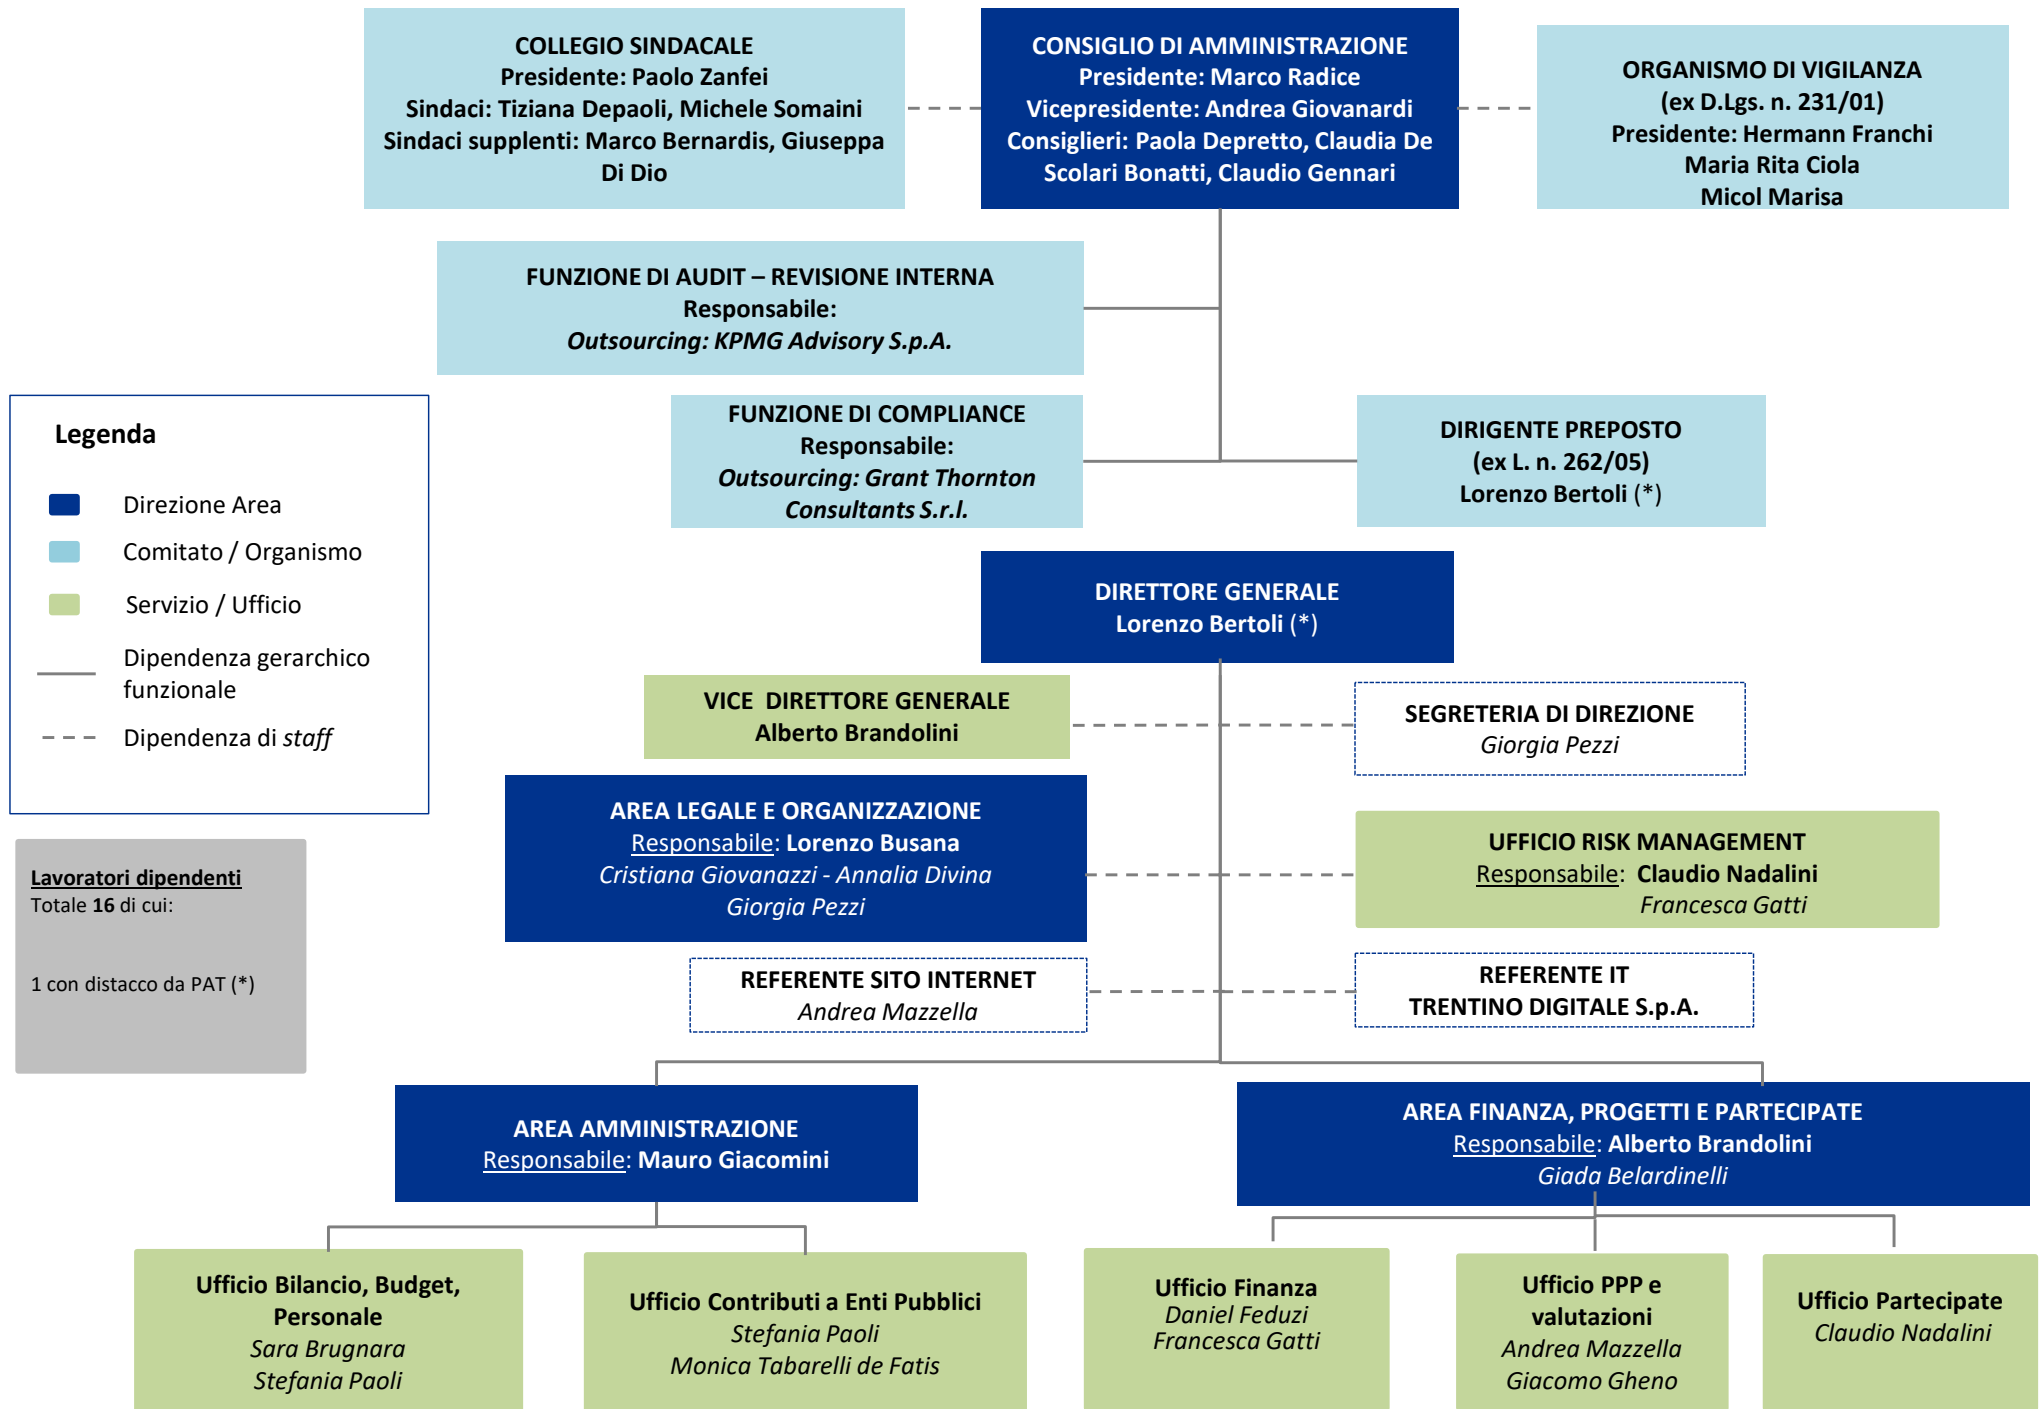 COLLEGIO SINDACALE
Presidente: Paolo Zanfei
Sindaci: Tiziana Depaoli, Michele Somaini
Sindaci supplenti: Marco Bernardis, Giuseppa
Di Dio
CONSIGLIO DI AMMINISTRAZIONE
Presidente: Marco Radice
Vicepresidente: Andrea Giovanardi
Consiglieri: Paola Depretto, Claudia De
Scolari Bonatti, Claudio Gennari
ORGANISMO DI VIGILANZA
(ex D.Lgs. n. 231/01)
Presidente: Hermann Franchi
Maria Rita Ciola
Micol Marisa
FUNZIONE DI AUDIT – REVISIONE INTERNA
Responsabile:
Outsourcing: KPMG Advisory S.p.A.
FUNZIONE DI COMPLIANCE
Responsabile:
Outsourcing: Grant Thornton
Consultants S.r.l.
DIRIGENTE PREPOSTO
(ex L. n. 262/05)
Lorenzo Bertoli (*)
Legenda
Direzione Area
Comitato / Organismo
Servizio / Ufficio
Dipendenza gerarchico
funzionale
Dipendenza di staff
DIRETTORE GENERALE
Lorenzo Bertoli (*)
VICE  DIRETTORE GENERALE
Alberto Brandolini
SEGRETERIA DI DIREZIONE
Giorgia Pezzi
AREA LEGALE E ORGANIZZAZIONE
Responsabile: Lorenzo Busana
Cristiana Giovanazzi - Annalia Divina
Giorgia Pezzi
UFFICIO RISK MANAGEMENT
Responsabile:  Claudio Nadalini
Francesca Gatti
Lavoratori dipendenti
Totale 16 di cui:
1 con distacco da PAT (*)
REFERENTE SITO INTERNET
Andrea Mazzella
REFERENTE IT
TRENTINO DIGITALE S.p.A.
AREA AMMINISTRAZIONE
Responsabile: Mauro Giacomini
AREA FINANZA, PROGETTI E PARTECIPATE
Responsabile: Alberto Brandolini
Giada Belardinelli
Ufficio Bilancio, Budget,
Personale
Sara Brugnara
Stefania Paoli
Ufficio Contributi a Enti Pubblici
Stefania Paoli
Monica Tabarelli de Fatis
Ufficio Finanza
Daniel Feduzi
Francesca Gatti
Ufficio PPP e
valutazioni
Andrea Mazzella
Giacomo Gheno
Ufficio Partecipate
Claudio Nadalini